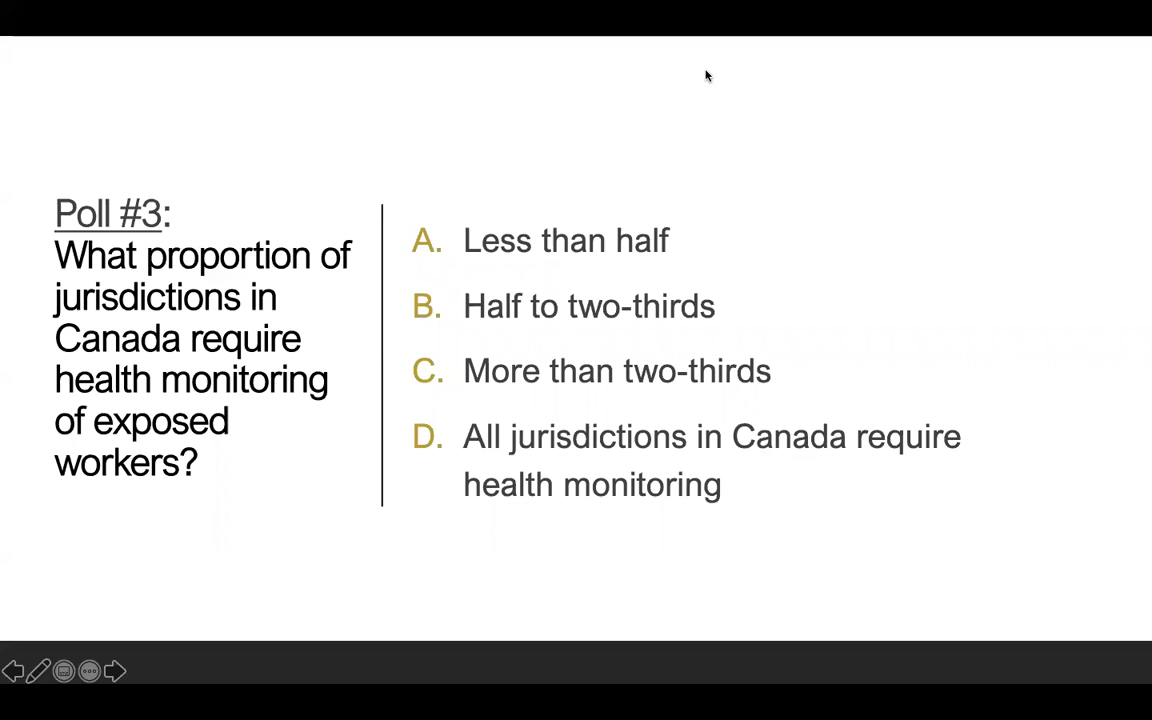 Poll #3:
What proportion of
jurisdictions in
Canada require
health monitoring
of exposed
workers?
A. Less than half
B. Half to two-thirds
C. More than two-thirds
D. All jurisdictions in Canada require
health monitoring